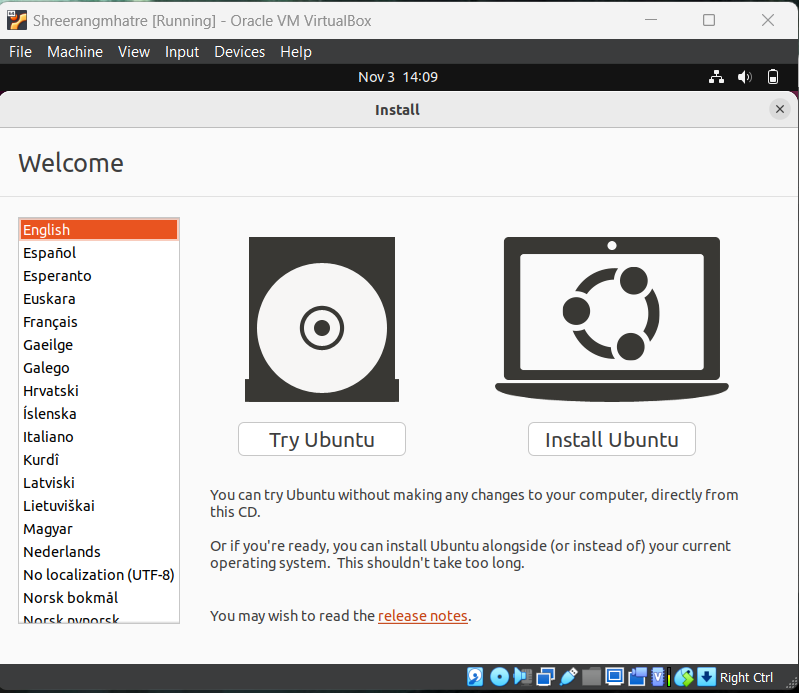 Shreerangmhatre [Running] - Oracle VM VirtualBox
File Machine View Input Devices Help
Nov 3 14:09
Install
Welcome
English
Español
Esperanto
Euskara
Français
Gaeilge
Galego
Hrvatski
Íslenska
Italiano
Kurdî
Latviski
Lietuviškai
Magyar
Nederlands
No localization (UTF-8)
Norsk bokmål
Norsk nynorsk
Try Ubuntu
Install Ubuntu
You can try Ubuntu without making any changes to your computer, directly from
this CD.
Or if you're ready, you can install Ubuntu alongside (or instead of) your current
operating system. This shouldn't take too long.
You may wish to read the release notes.
Right Ctrl